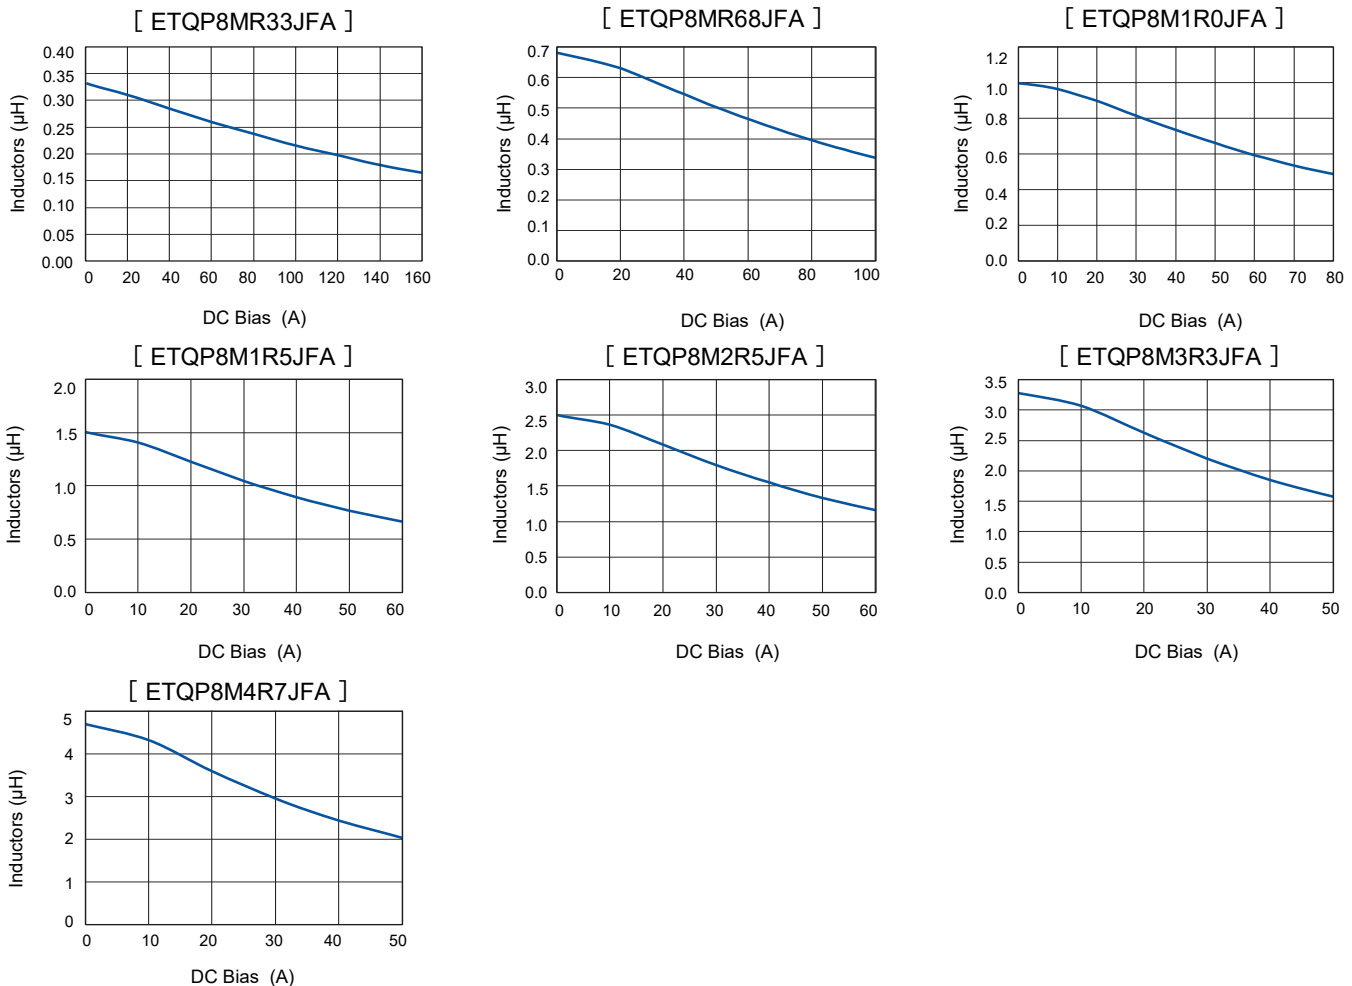 [ ETQP8MR33JFA ]
Inductors (µH)
0.40
0.35
0.30
0.25
0.20
0.15
0.10
0.05
0.00
0 20 40 60 80 100 120 140 160
DC Bias (A)
[ ETQP8MR68JFA ]
Inductors (µH)
0.7
0.6
0.5
0.4
0.3
0.2
0.1
0.0
0 20 40 60 80 100
DC Bias (A)
[ ETQP8M1R0JFA ]
Inductors (µH)
1.2
1.0
0.8
0.6
0.4
0.2
0.0
0 10 20 30 40 50 60 70 80
DC Bias (A)
[ ETQP8M1R5JFA ]
Inductors (µH)
2.0
1.5
1.0
0.5
0.0
0 10 20 30 40 50 60
DC Bias (A)
[ ETQP8M2R5JFA ]
Inductors (µH)
3.0
2.5
2.0
1.5
1.0
0.5
0.0
0 10 20 30 40 50 60
DC Bias (A)
[ ETQP8M3R3JFA ]
Inductors (µH)
3.5
3.0
2.5
2.0
1.5
1.0
0.5
0.0
0 10 20 30 40 50
DC Bias (A)
[ ETQP8M4R7JFA ]
Inductors (µH)
5
4
3
2
1
0
0 10 20 30 40 50
DC Bias (A)